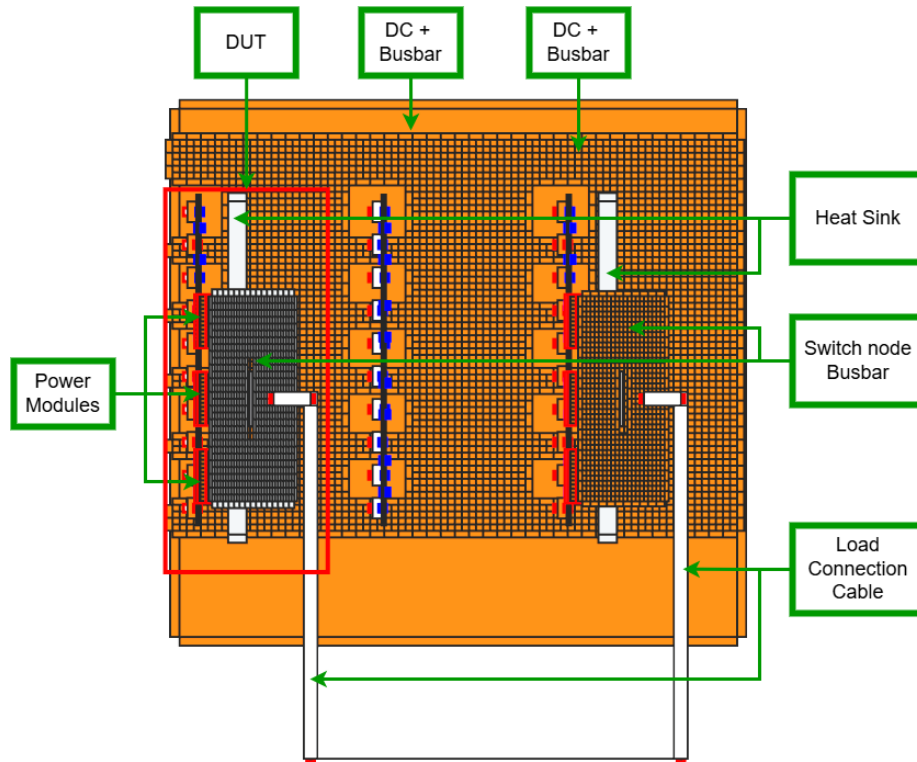 DUT
DC +
Busbar
DC +
Busbar
Heat Sink
Switch node
Busbar
Power
Modules
Load
Connection
Cable